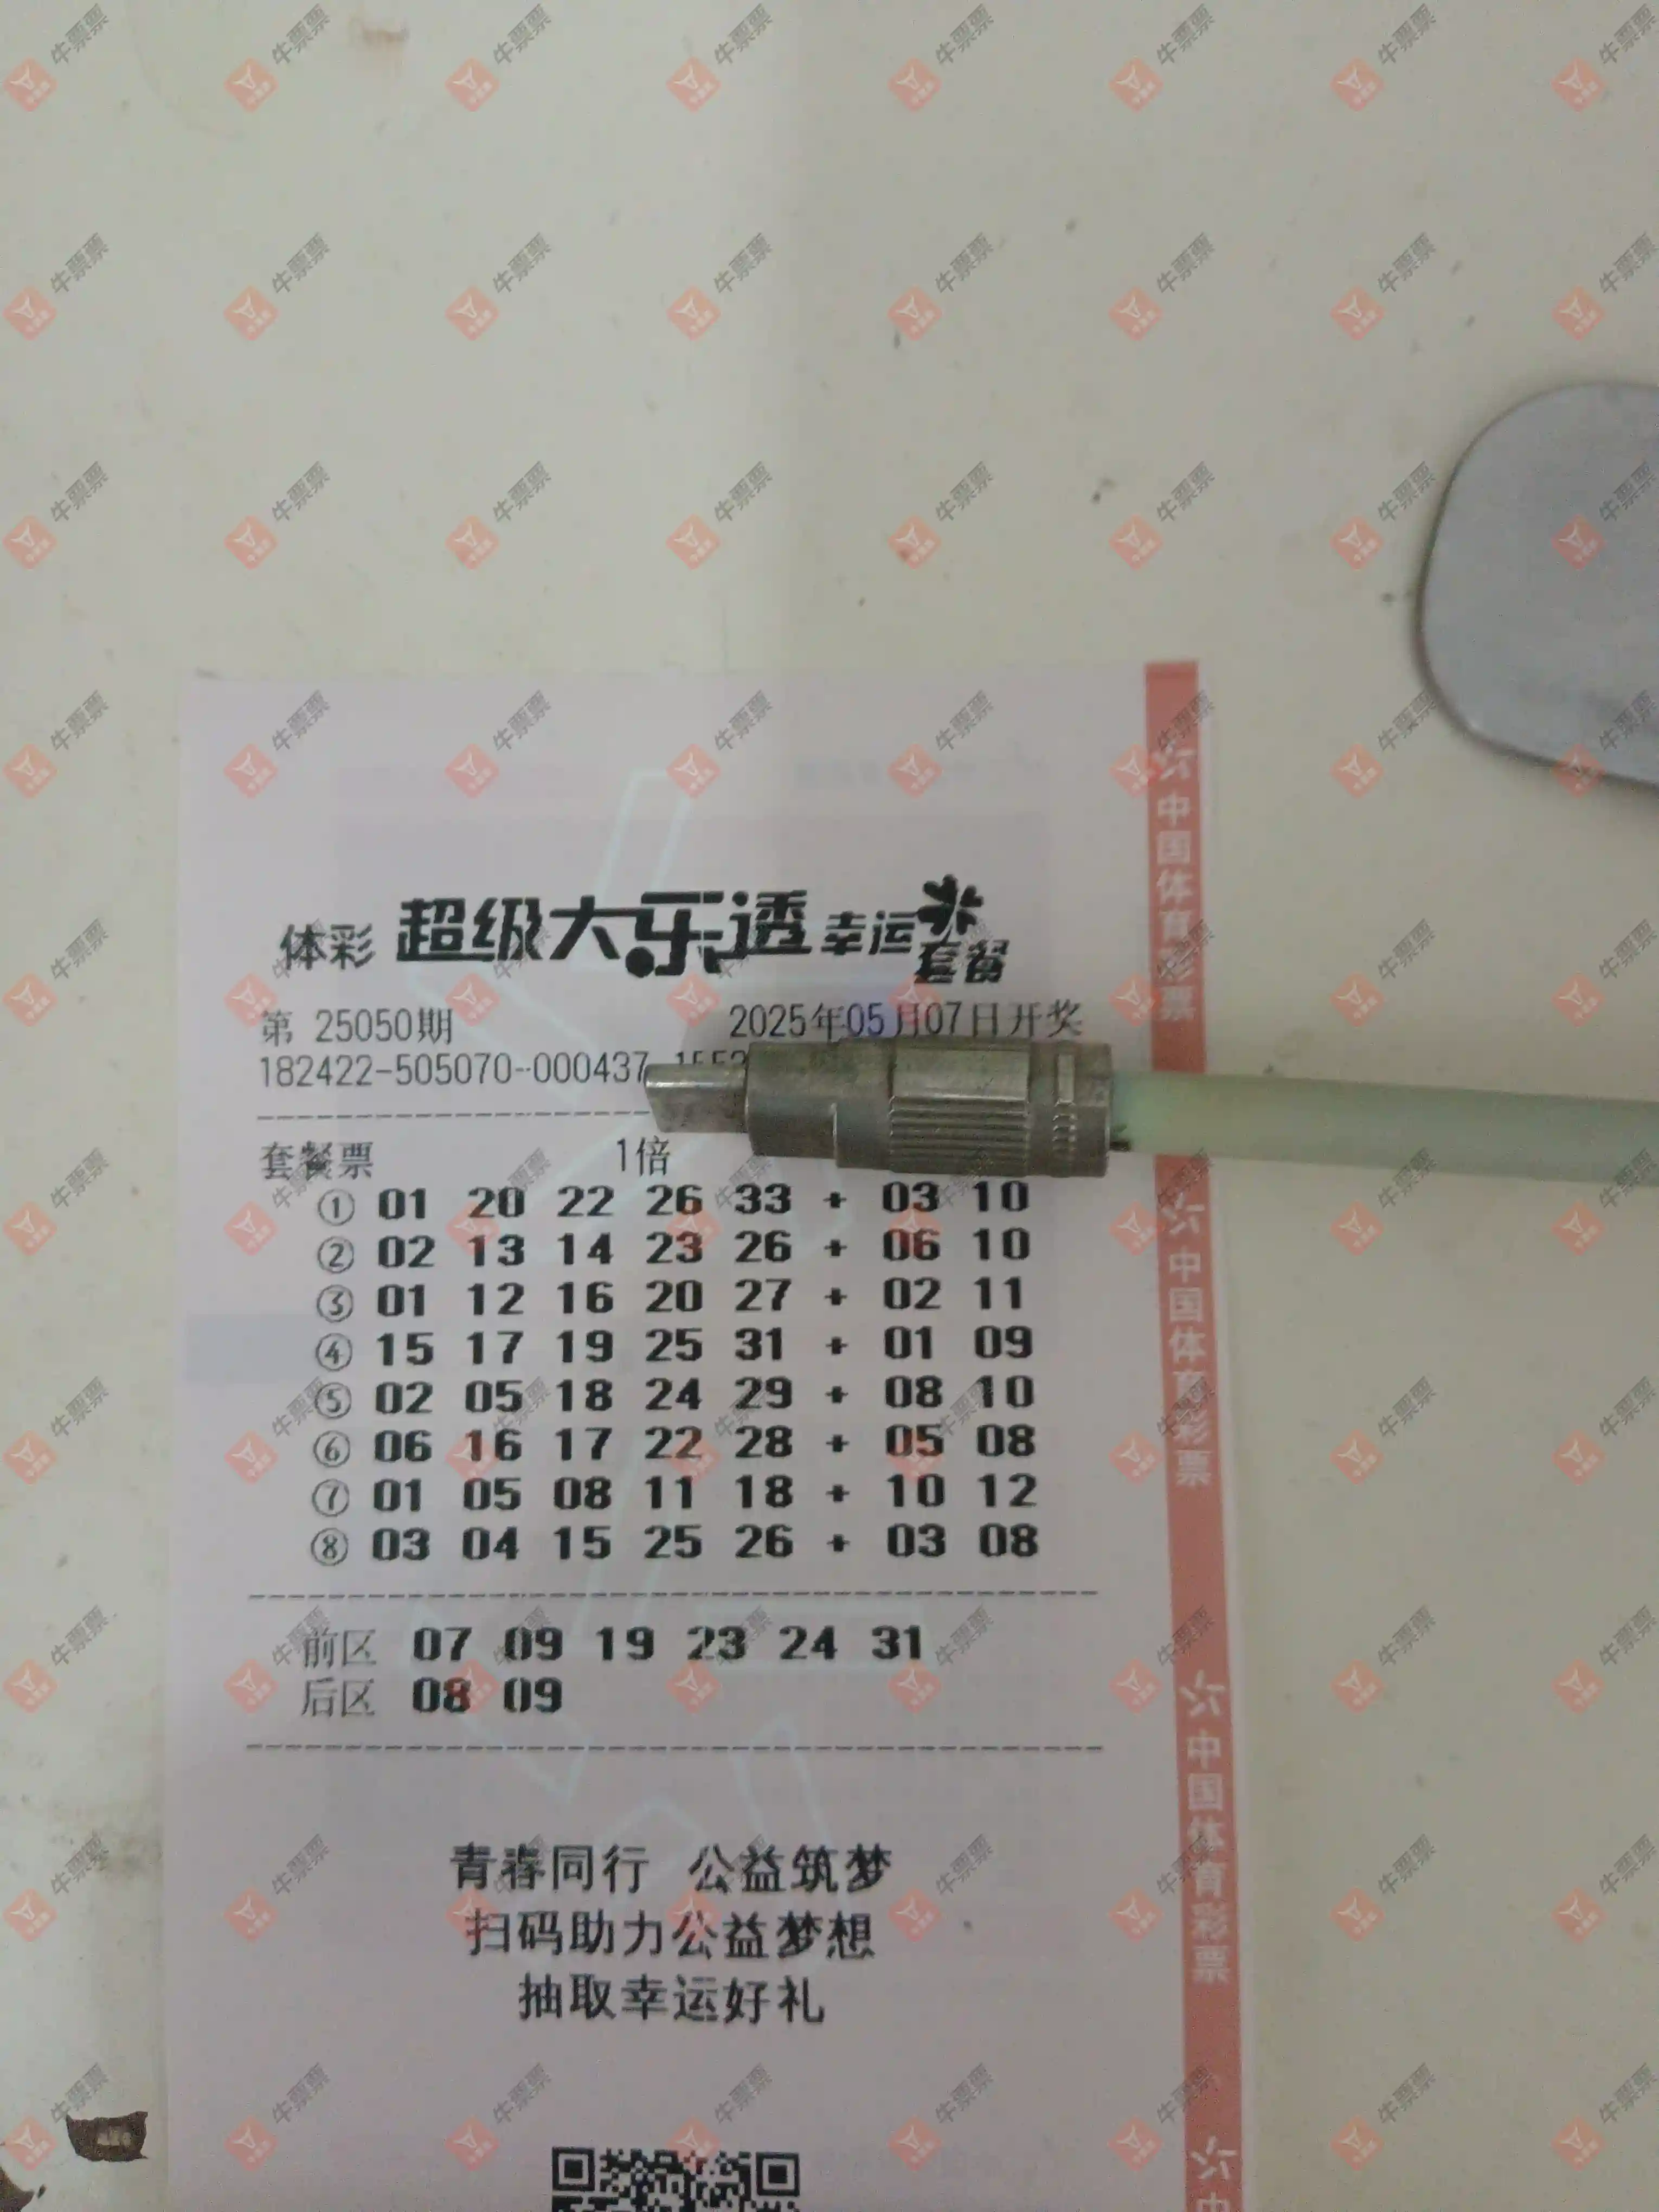 体彩 超级大乐透 幸运套餐
第 25050期 2025年05月07日开奖
182422-505070-000437
套餐票 1倍
① 01 20 22 26 33 + 03 10
② 02 13 14 23 26 + 06 10
③ 01 12 16 20 27 + 02 11
④ 15 17 19 25 31 + 01 09
⑤ 02 05 18 24 29 + 08 10
⑥ 06 16 17 22 28 + 05 08
⑦ 01 05 08 11 18 + 10 12
⑧ 03 04 15 25 26 + 03 08
前区 07 09 19 23 24 31
后区 08 09
青春同行 公益筑梦
扫码助力公益梦想
抽取幸运好礼
中国体育彩票
中国体育彩票
中国体育彩票
中
牛票票